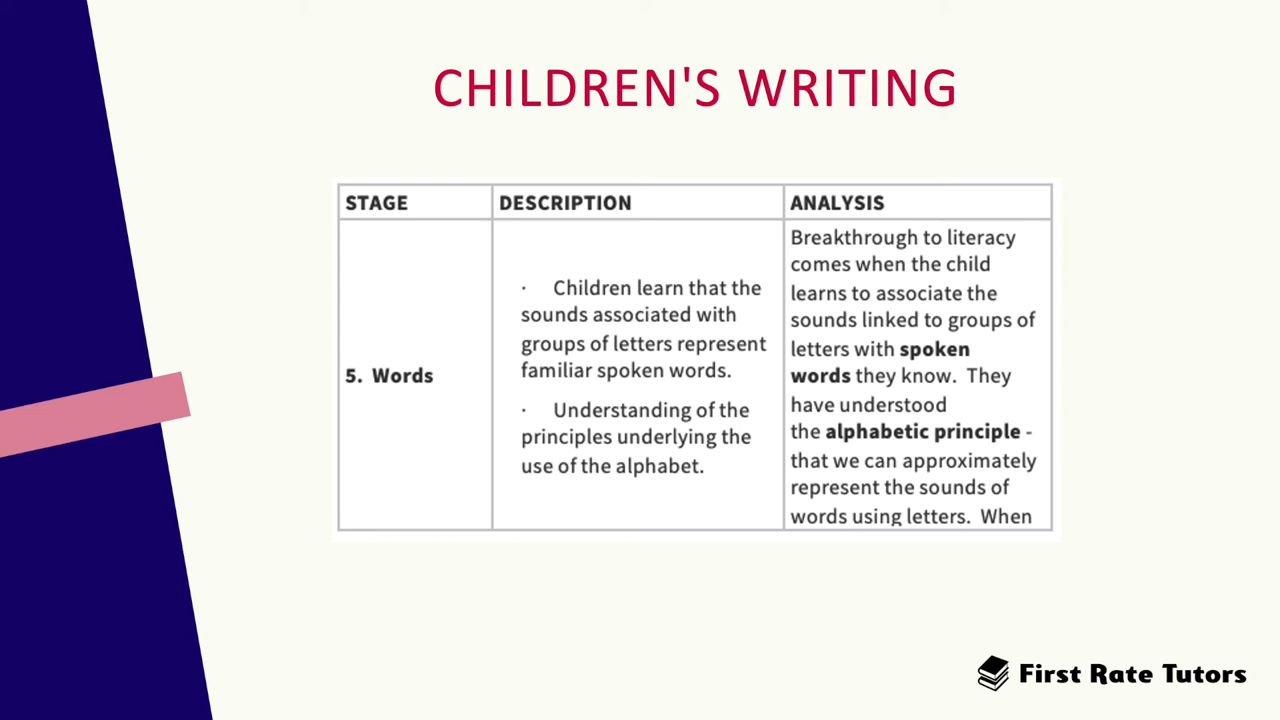 CHILDREN'S WRITING
STAGE
DESCRIPTION
ANALYSIS
5. Words
· Children learn that the
sounds associated with
groups of letters represent
familiar spoken words.
· Understanding of the
principles underlying the
use of the alphabet.
Breakthrough to literacy
comes when the child
learns to associate the
sounds linked to groups of
letters with spoken
words they know. They
have understood
the alphabetic principle -
that we can approximately
represent the sounds of
words using letters. When
First Rate Tutors